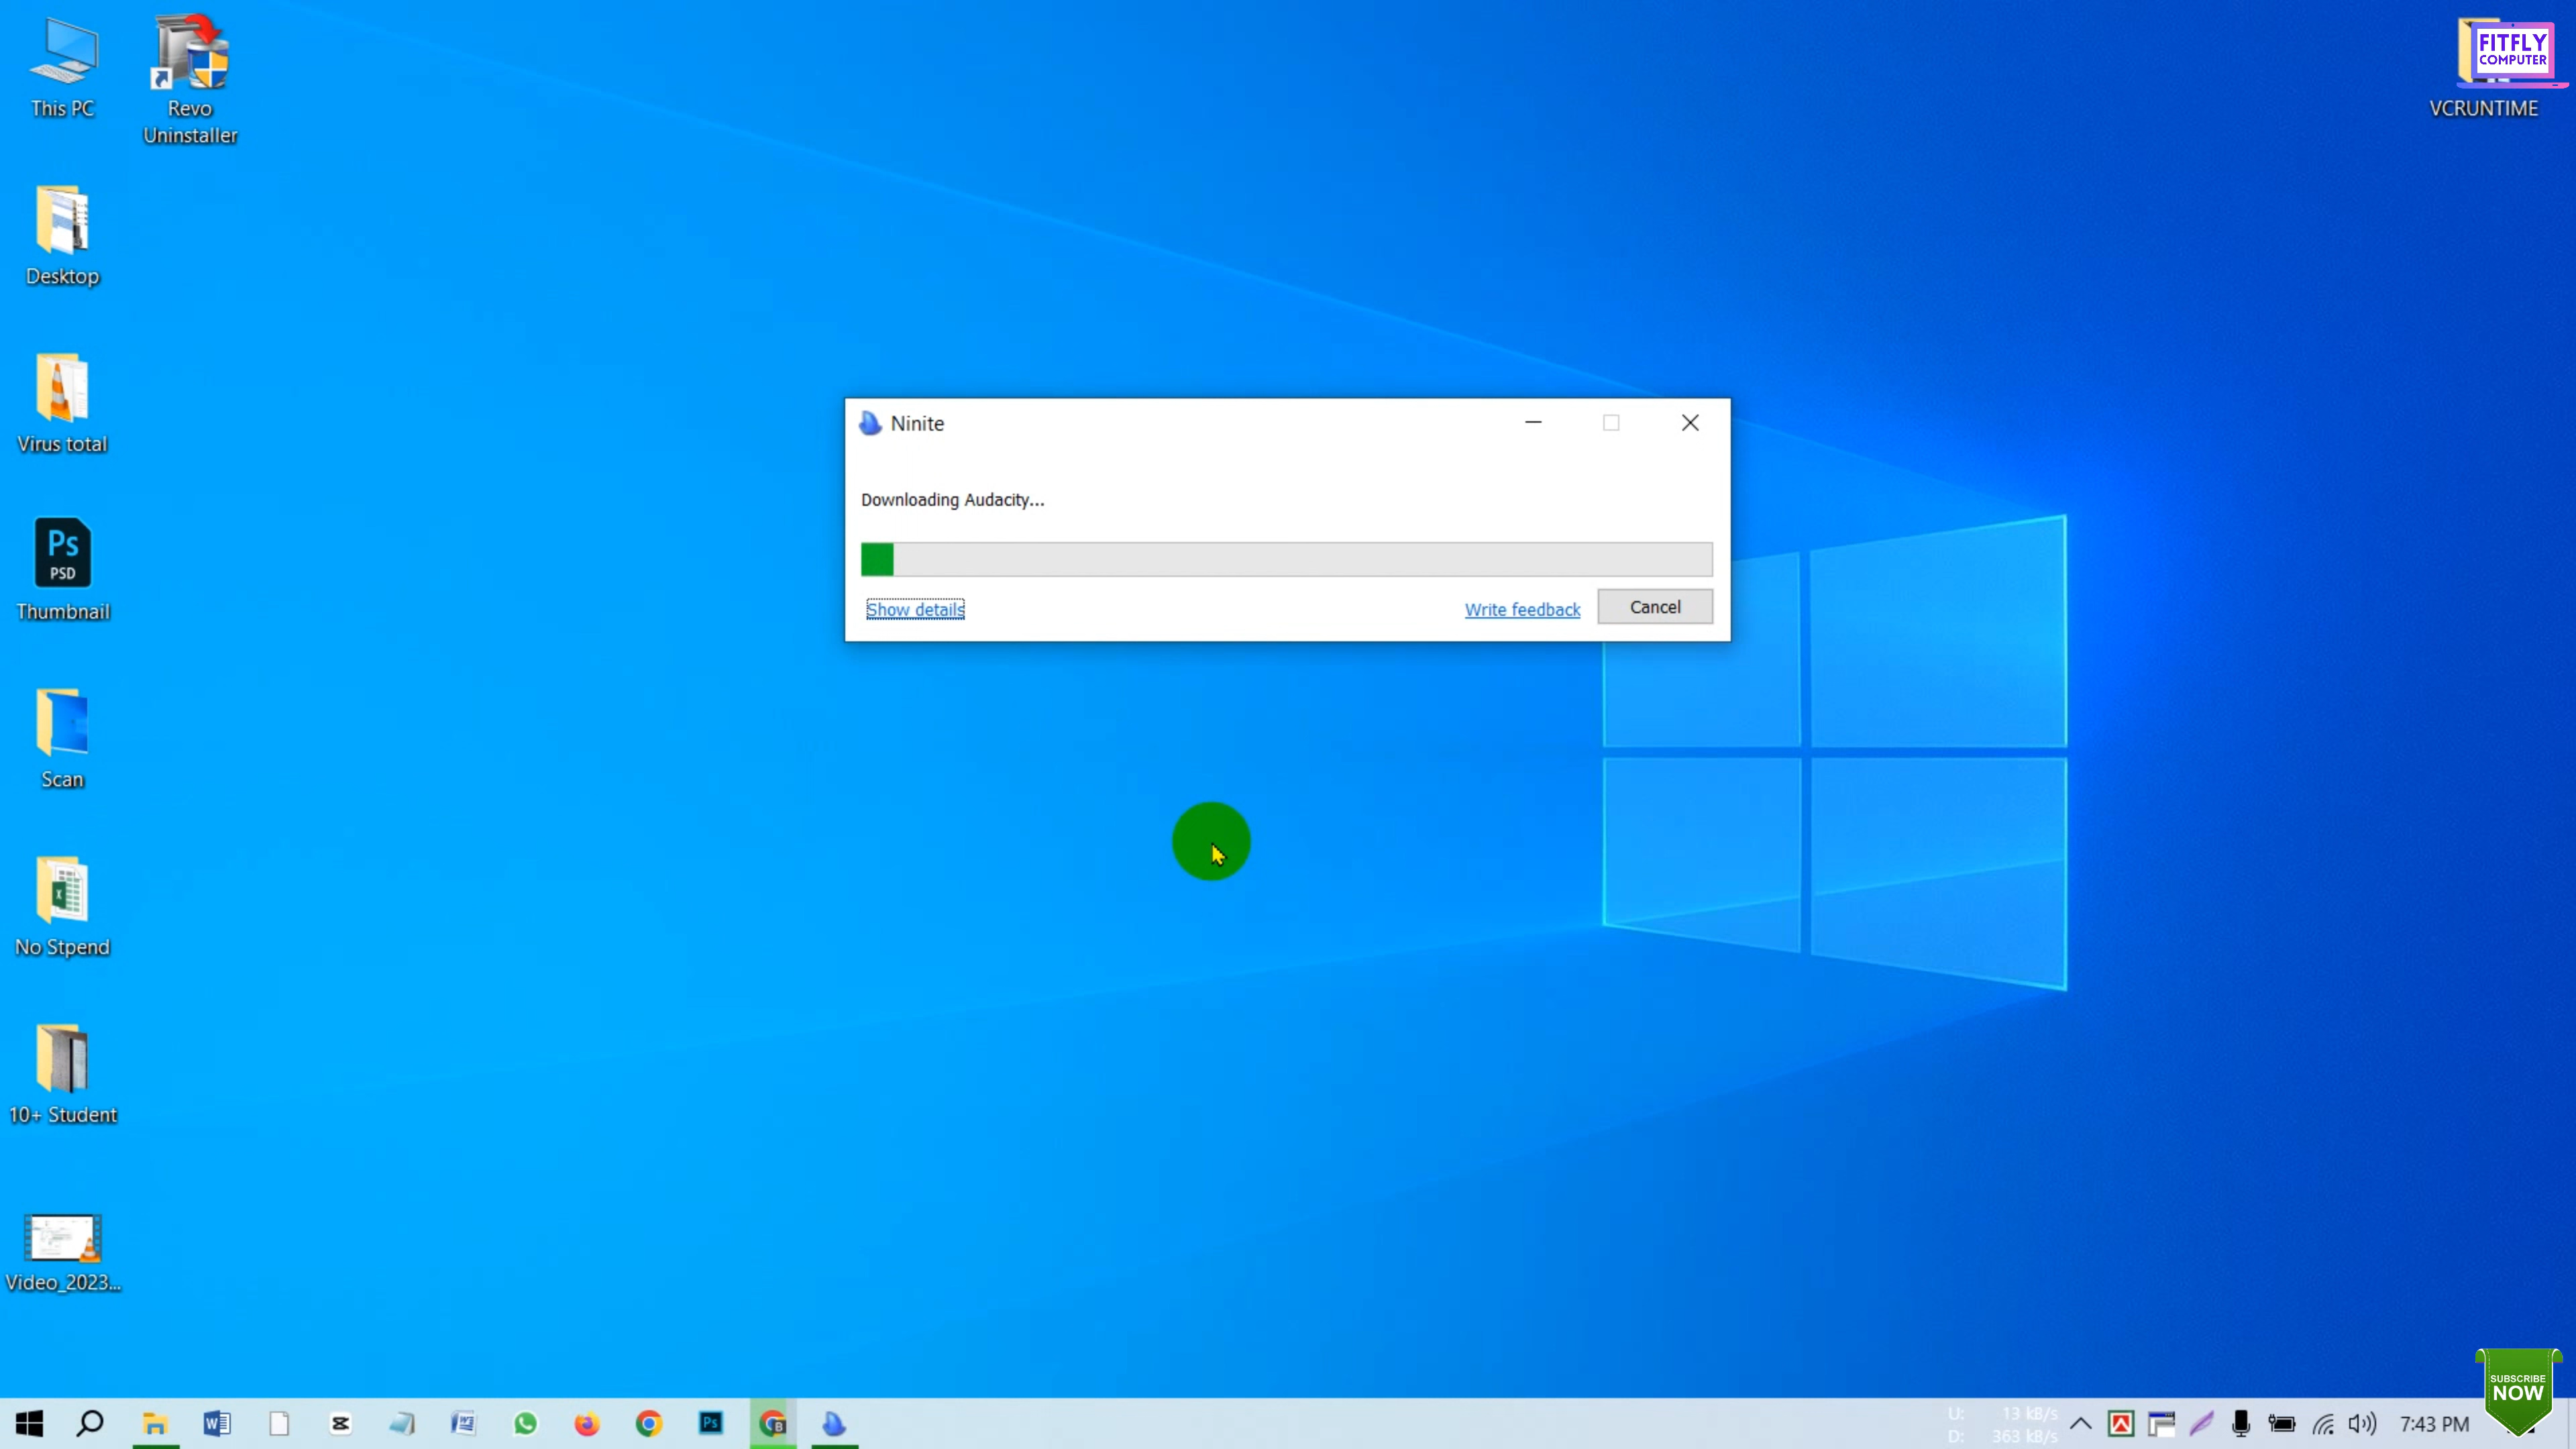 This PC
Revo
Uninstaller
FITFLY
COMPUTER
VCRUNTIME
Desktop
Virus total
Ps
PSD
Thumbnail
Scan
No Stpend
10+ Student
Video_2023...
Ninite
Downloading Audacity...
Show details
Write feedback
Cancel
SUBSCRIBE
NOW
Ps
B
U: 13 kB/s
D: 363 kB/s
7:43 PM